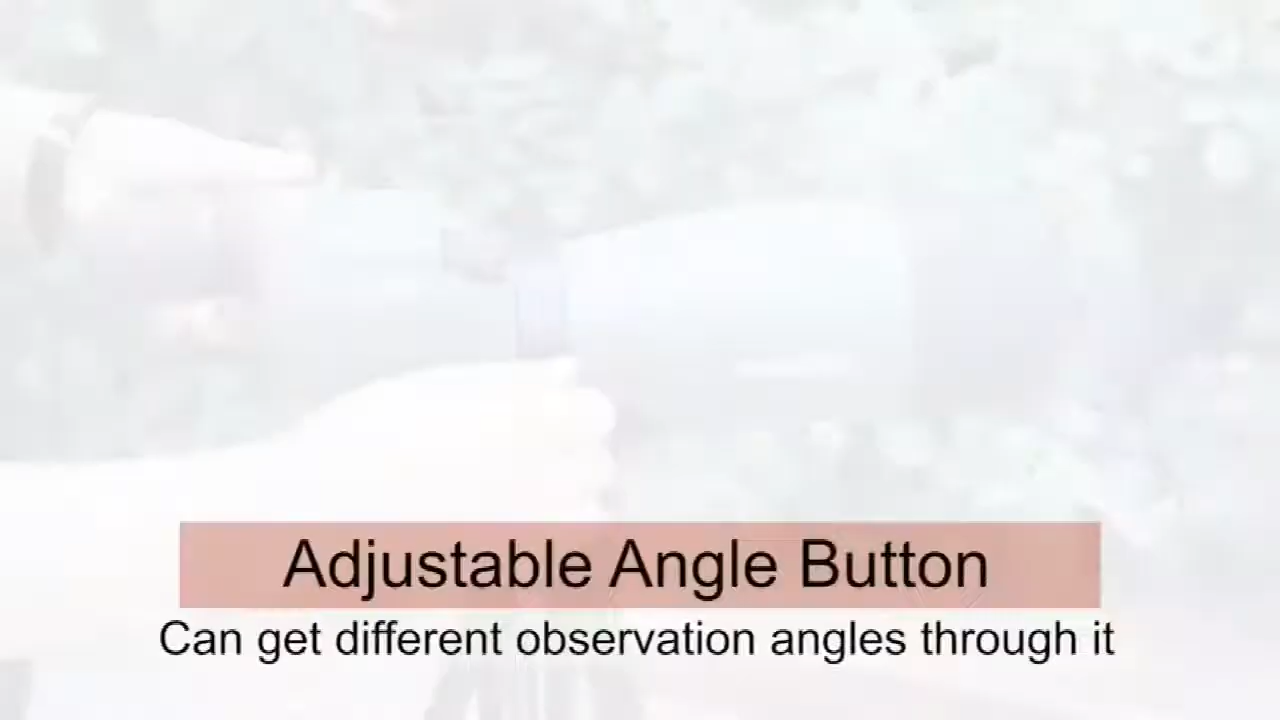 Adjustable Angle Button
Can get different observation angles through it